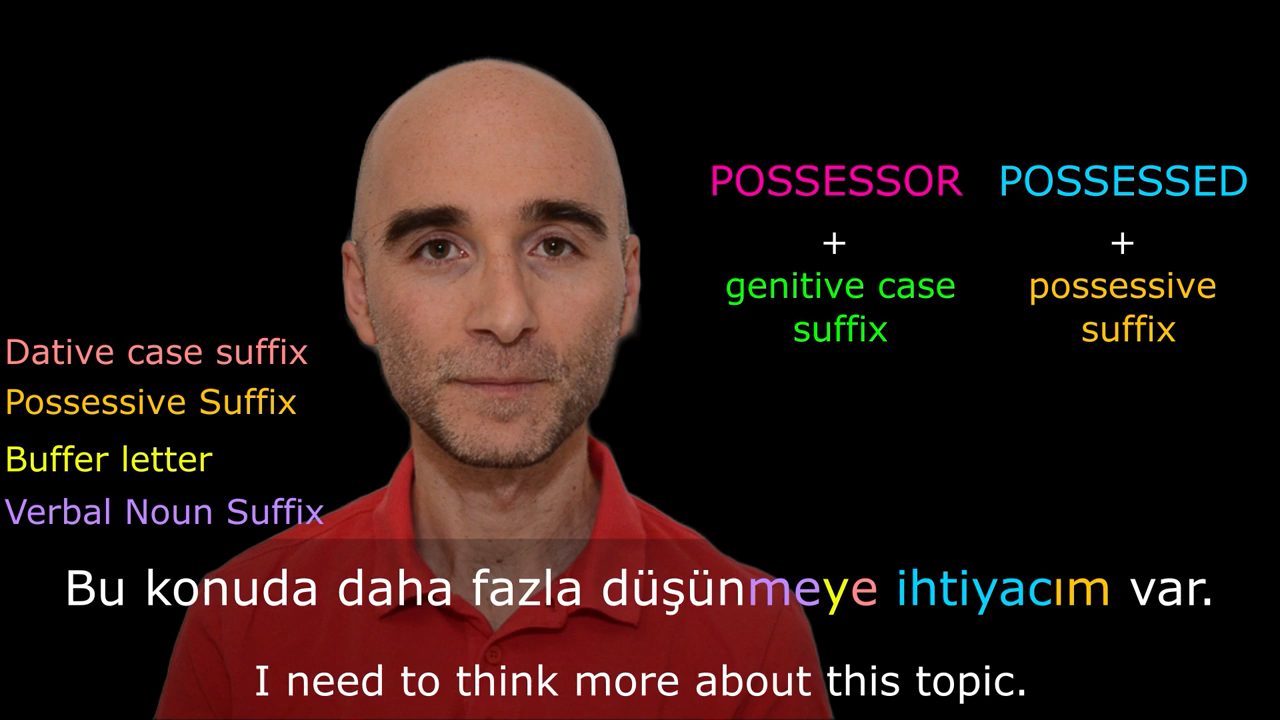 POSSESSOR POSSESSED
+ +
genitive case possessive
suffix suffix
Dative case suffix
Possessive Suffix
Buffer letter
Verbal Noun Suffix
Bu konuda daha fazla düşünmeye ihtiyacım var.
I need to think more about this topic.